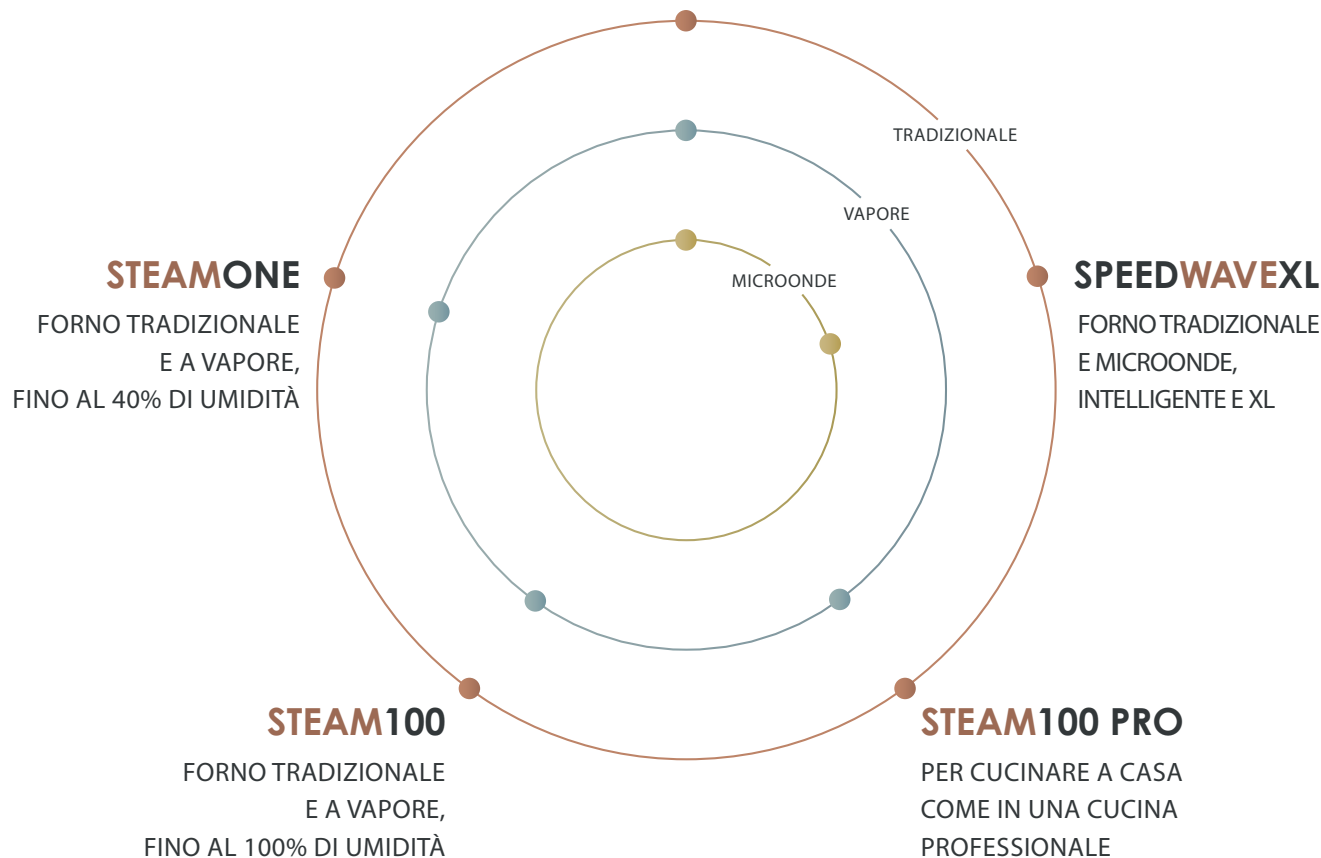 TRADIZIONALE
VAPORE
MICROONDE
STEAMONE
FORNO TRADIZIONALE
E A VAPORE,
FINO AL 40% DI UMIDITÀ
SPEEDWAVEXL
FORNO TRADIZIONALE
E MICROONDE,
INTELLIGENTE E XL
STEAM100
FORNO TRADIZIONALE
E A VAPORE,
FINO AL 100% DI UMIDITÀ
STEAM100 PRO
PER CUCINARE A CASA
COME IN UNA CUCINA
PROFESSIONALE